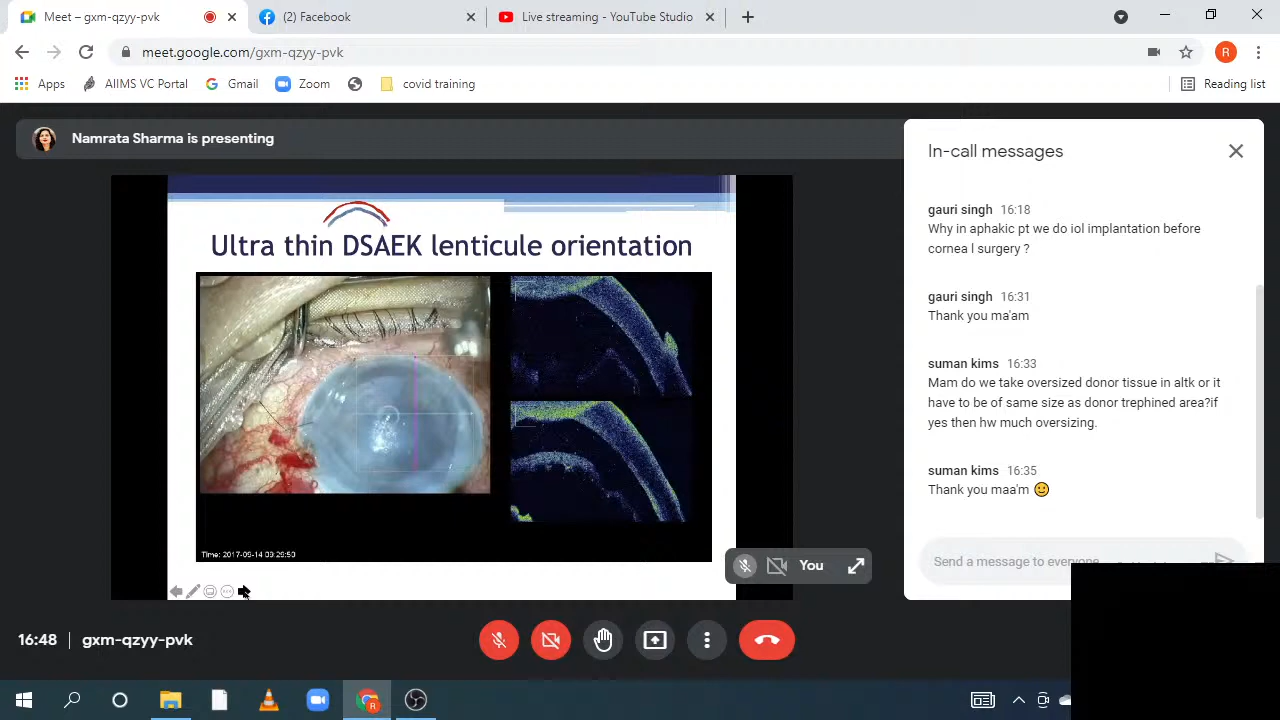 Meet – gxm-qzyy-pvk
(2) Facebook
Live streaming - YouTube Studio
meet.google.com/gxm-qzyy-pvk
R
Apps
AIIMS VC Portal
Gmail
Zoom
covid training
Reading list
Namrata Sharma is presenting
Ultra thin DSAEK lenticule orientation
Time: 2017-09-14 09:29:50
You
In-call messages
gauri singh 16:18
Why in aphakic pt we do iol implantation before
cornea l surgery ?
gauri singh 16:31
Thank you ma'am
suman kims 16:33
Mam do we take oversized donor tissue in altk or it
have to be of same size as donor trephined area?if
yes then hw much oversizing.
suman kims 16:35
Thank you maa'm 🙂
Send a message to everyone
16:48 | gxm-qzyy-pvk